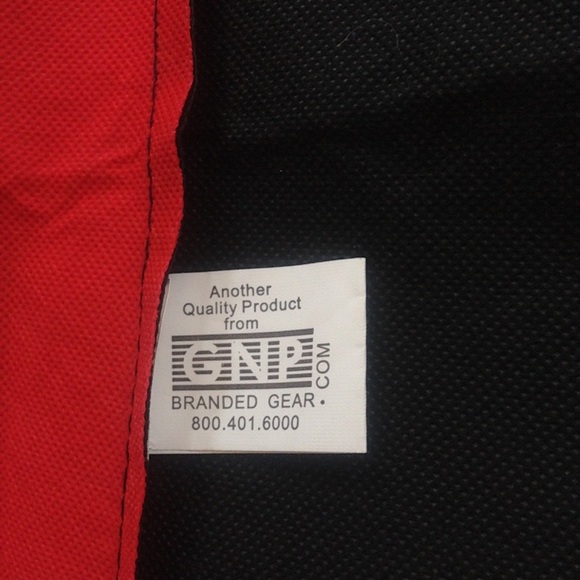 Another
Quality Product
from
GNP
BRANDED GEAR •
COM
800.401.6000